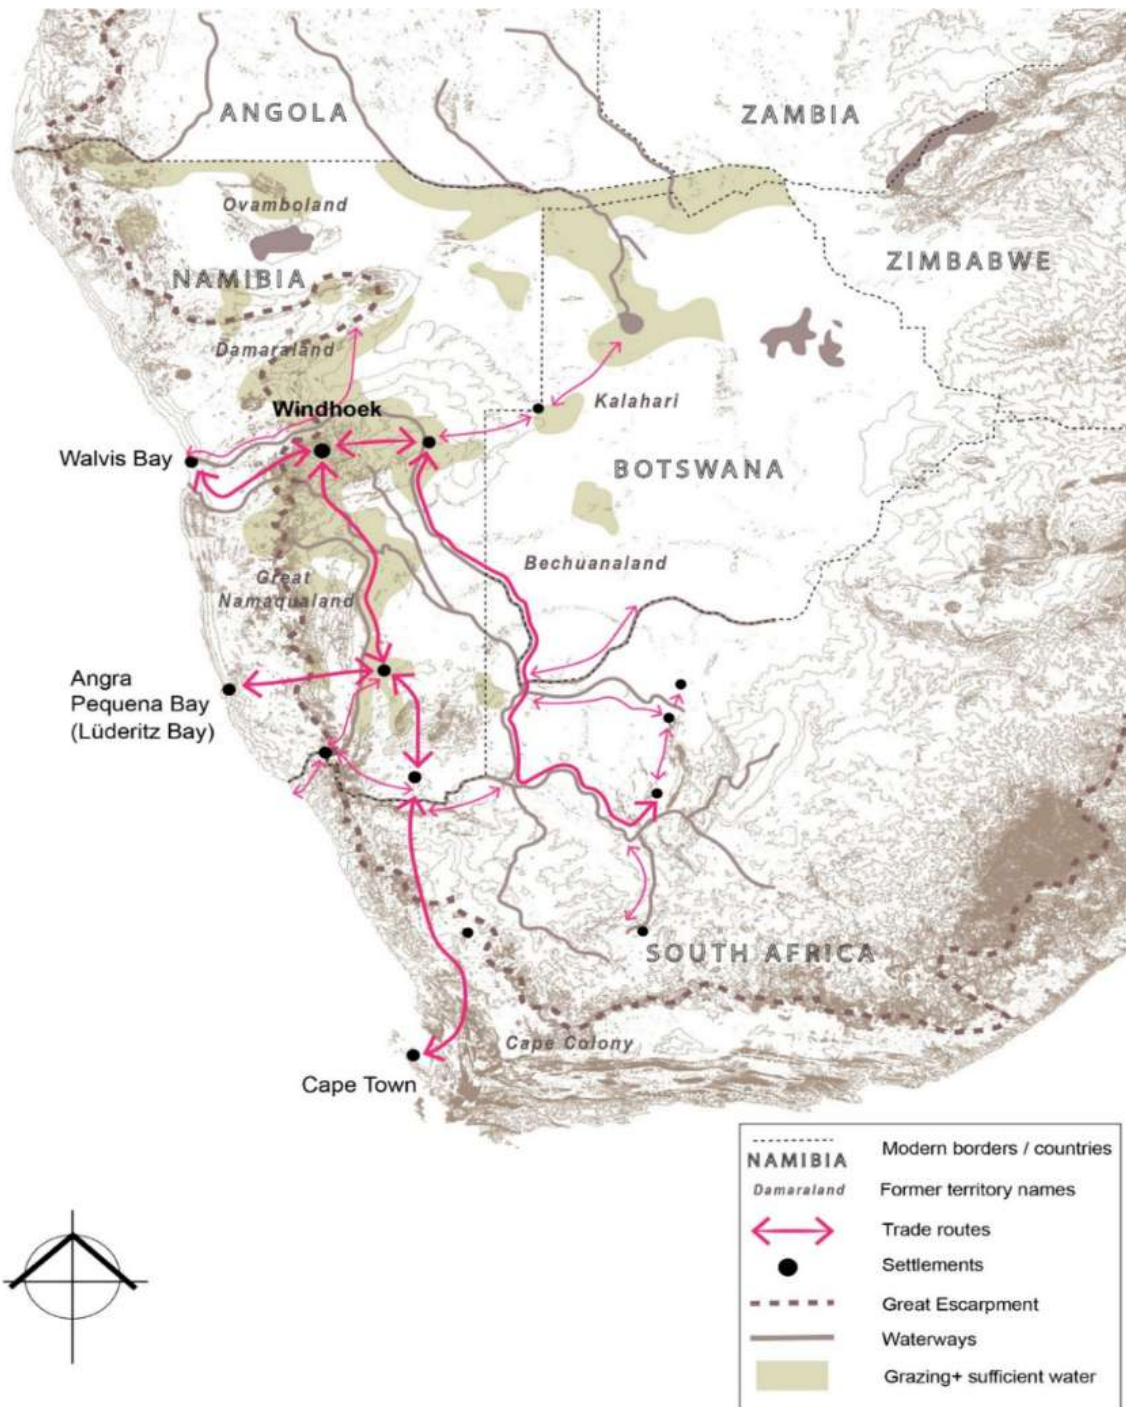 ANGOLA
ZAMBIA
Ovamboland
ZIMBABWE
NAMIBIA
Damaraland
Kalahari
Windhoek
Walvis Bay
BOTSWANA
Bechuanaland
Great
Namaqualand
Angra
Pequena Bay
(Lüderitz Bay)
SOUTH AFRICA
Cape Colony
Cape Town
Modern borders / countries
NAMIBIA
Damaraland
Former territory names
Trade routes
Settlements
Great Escarpment
Waterways
Grazing+ sufficient water